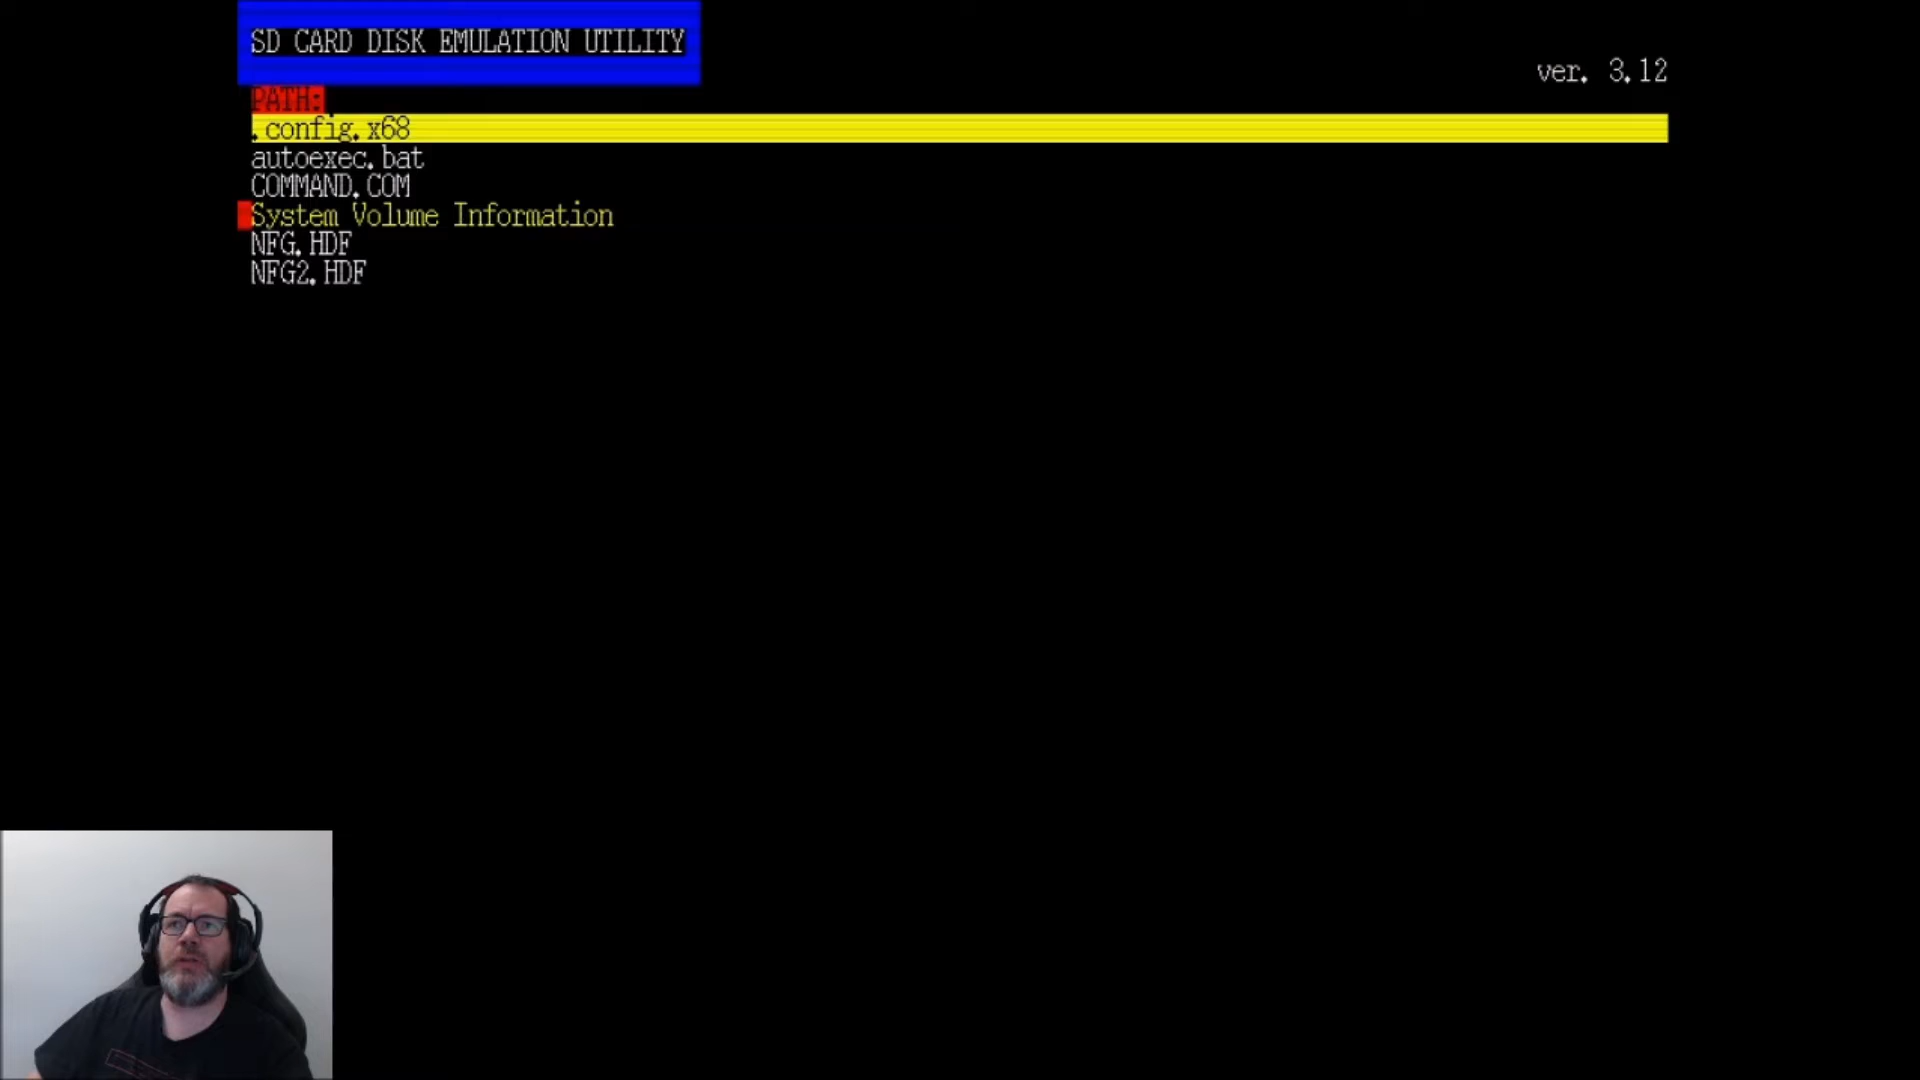 SD CARD DISK EMULATION UTILITY
ver. 3.12
PATH:
.config.x68
autoexec.bat
COMMAND.COM
System Volume Information
NFG.HDF
NFG2.HDF